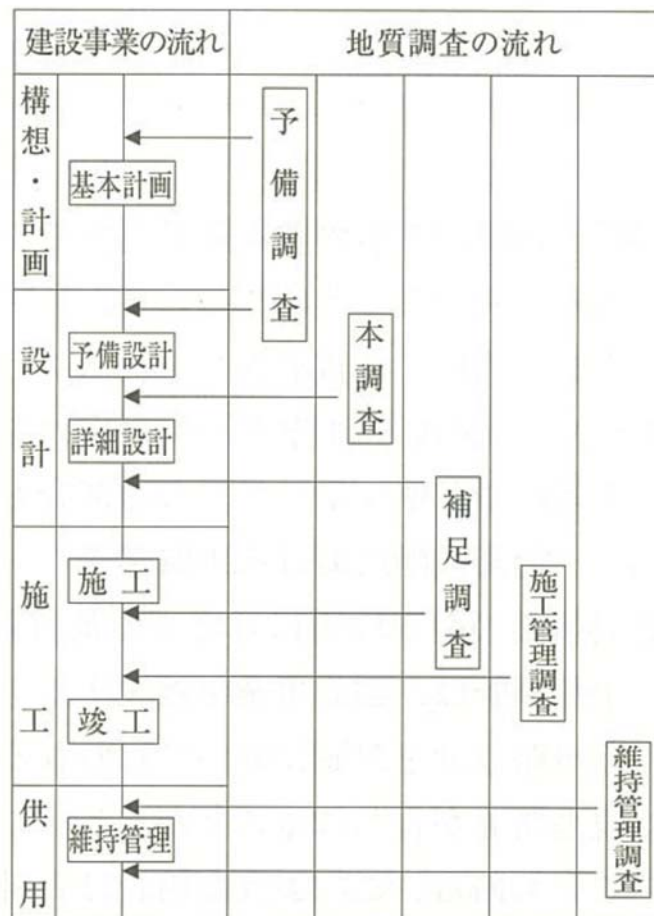 建設事業の流れ
地質調査の流れ
構想・計画
基本計画
予備調査
設計
予備設計
本調査
詳細設計
補足調査
施工
施工
施工管理調査
竣工
供用
維持管理
維持管理調査